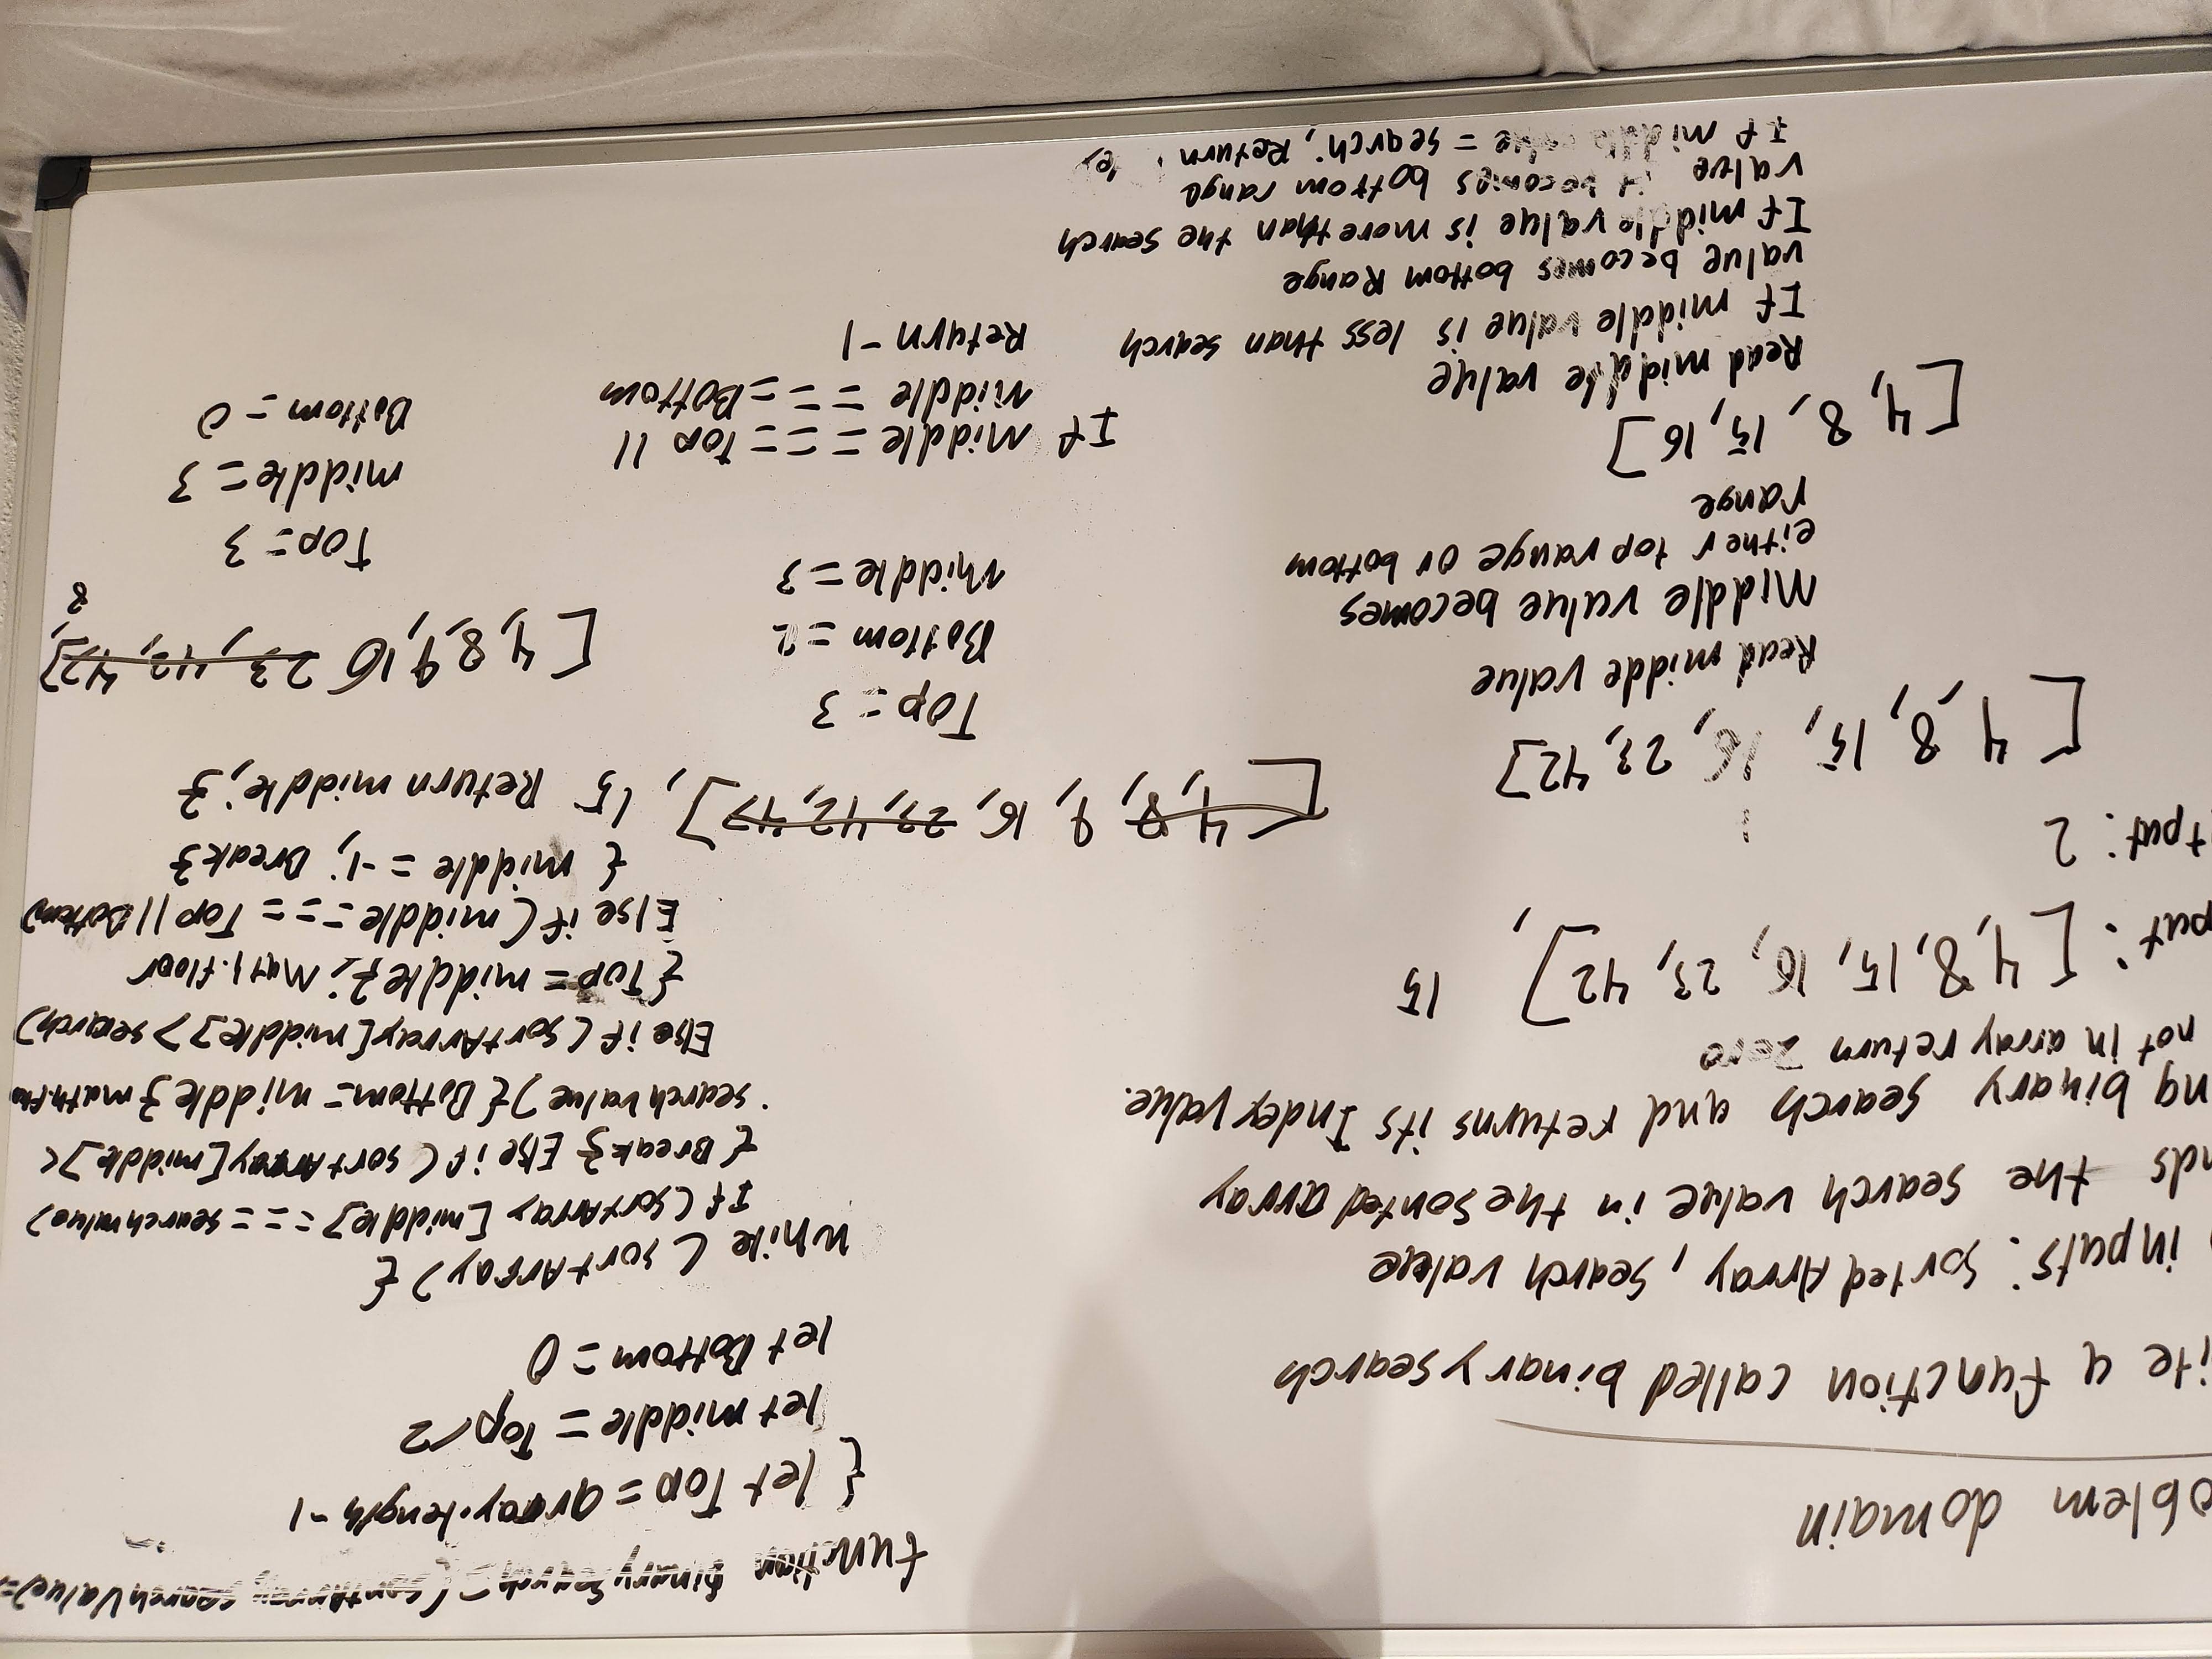 oblem domain
ite a function called binarysearch
inputs: Sorted Array, Search value
nds the search value in the sorted array
ng binary search and returns its Index value.
not in array return Zero
put: [4,8,15, 16, 23, 42], 15
tput: 2
[4,8,15, 16, 23, 42]
Read midde value
Middle value becomes
either top range or bottom
range
[4, 8, 15, 16]
Read middle value
If middle value is less than search
value becomes bottom Range
If middle value is more than the search
value it becomes bottom range
If middle value = search; Return
function binarySearch = (sortArray, searchValue) =
{ let Top = array.length -1
let middle = Top/2
let Bottom = 0
while (sortArray) {
If (sortArray [middle] === searchvalue)
{ Break} Else if (sortArray[middle] <
searchvalue) { Bottom = middle } math.floo
Else if (sortArray[middle] > search)
{Top = middle}; Math.floor
Else if (middle === Top || Bottom)
{ middle = -1; Break}
Return middle; }
[4, 8, 9, 16, 23, 42, 47], 15
Top = 3
Bottom = 2
Middle = 3
If Middle === Top ||
Middle === Bottom
Return -1
[4,8,9,16 23, 42, 47],
8
Top = 3
middle = 3
Bottom = 0